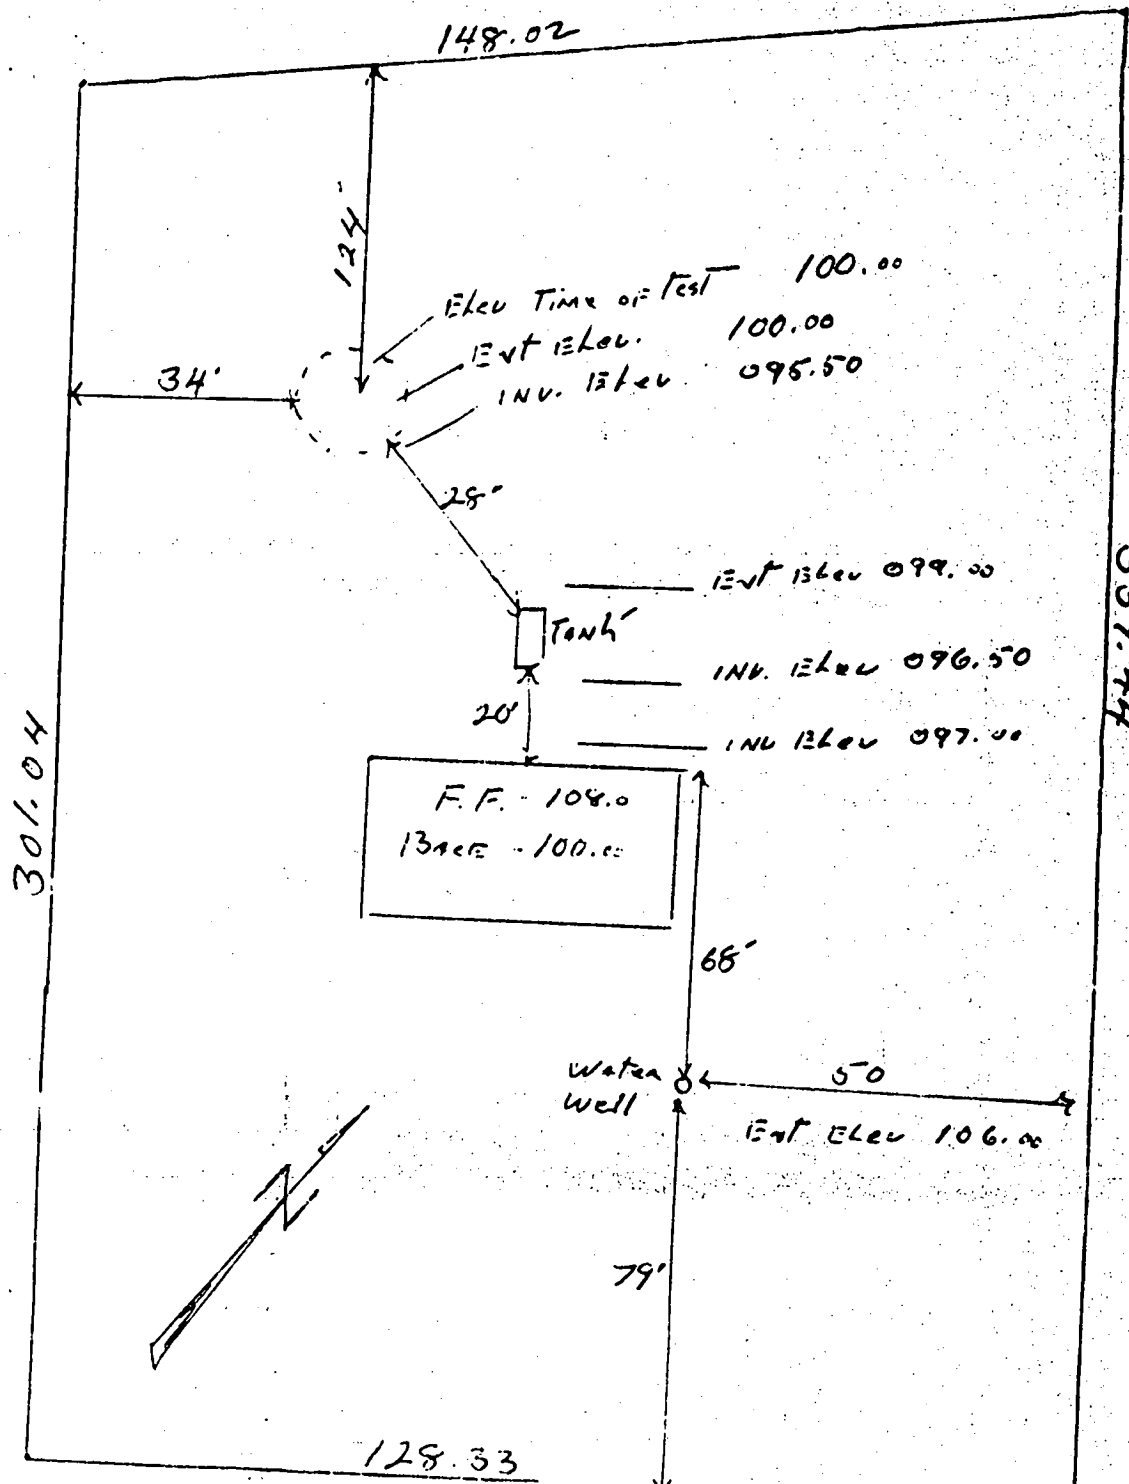 148.02
124'
Elev Time of Test 100.00
Ext Elev. 100.00
INV. Elev 095.50
34'
28'
Ext Elev 099.00
Tank
INV. Elev 096.50
20'
INV Elev 097.00
301.04
F.F. - 108.0
Base - 100.00
68'
Water
Well
50
Ext Elev 106.00
N
79'
128.33